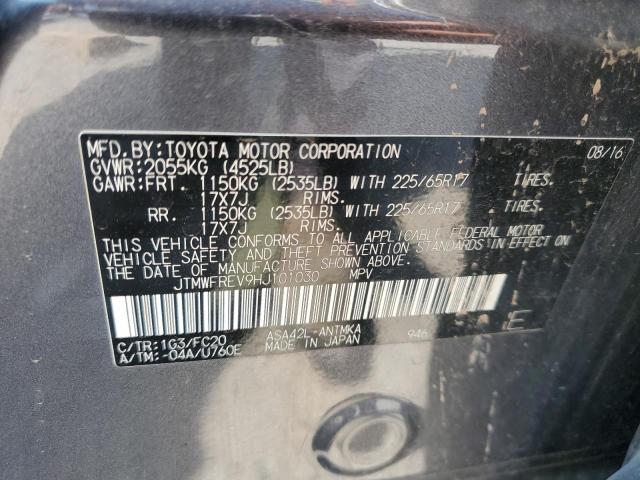 MFD. BY: TOYOTA MOTOR CORPORATION 08/16
GVWR: 2055KG (4525LB)
GAWR: FRT. 1150KG (2535LB) WITH 225/65R17 TIRES.
17X7J RIMS.
RR. 1150KG (2535LB) WITH 225/65R17 TIRES.
17X7J RIMS.
THIS VEHICLE CONFORMS TO ALL APPLICABLE FEDERAL MOTOR
VEHICLE SAFETY AND THEFT PREVENTION STANDARDS IN EFFECT ON
THE DATE OF MANUFACTURE SHOWN ABOVE.
JTMWFREV9HJ101030 MPV
C/TR: 1G3/FC20 ASA42L-ANTMKA 946 E
A/TM: -04A/U760E MADE IN JAPAN